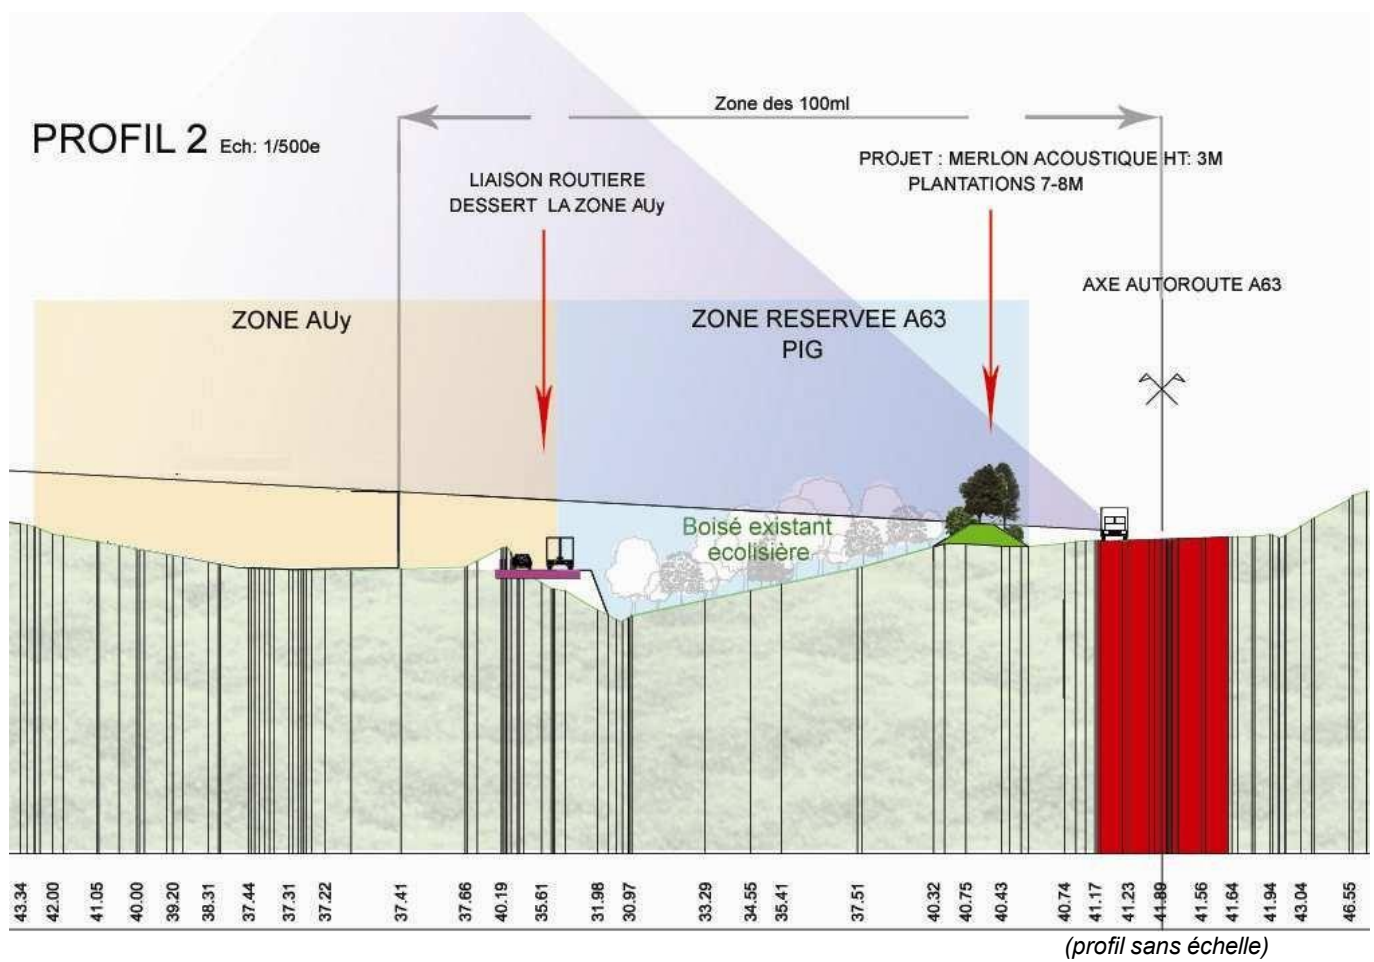 Zone des 100ml
PROFIL 2 Ech: 1/500e
PROJET : MERLON ACOUSTIQUE HT: 3M
PLANTATIONS 7-8M
LIAISON ROUTIERE
DESSERT LA ZONE AUy
AXE AUTOROUTE A63
ZONE AUy
ZONE RESERVEE A63
PIG
Boisé existant
écolisière
43.34
42.00
41.05
40.00
39.20
38.31
37.44
37.31
37.22
37.41
37.66
40.19
35.61
31.98
30.97
33.29
34.55
35.41
37.51
40.32
40.75
40.43
40.74
41.17
41.23
41.89
41.56
41.64
41.94
43.04
46.55
(profil sans échelle)